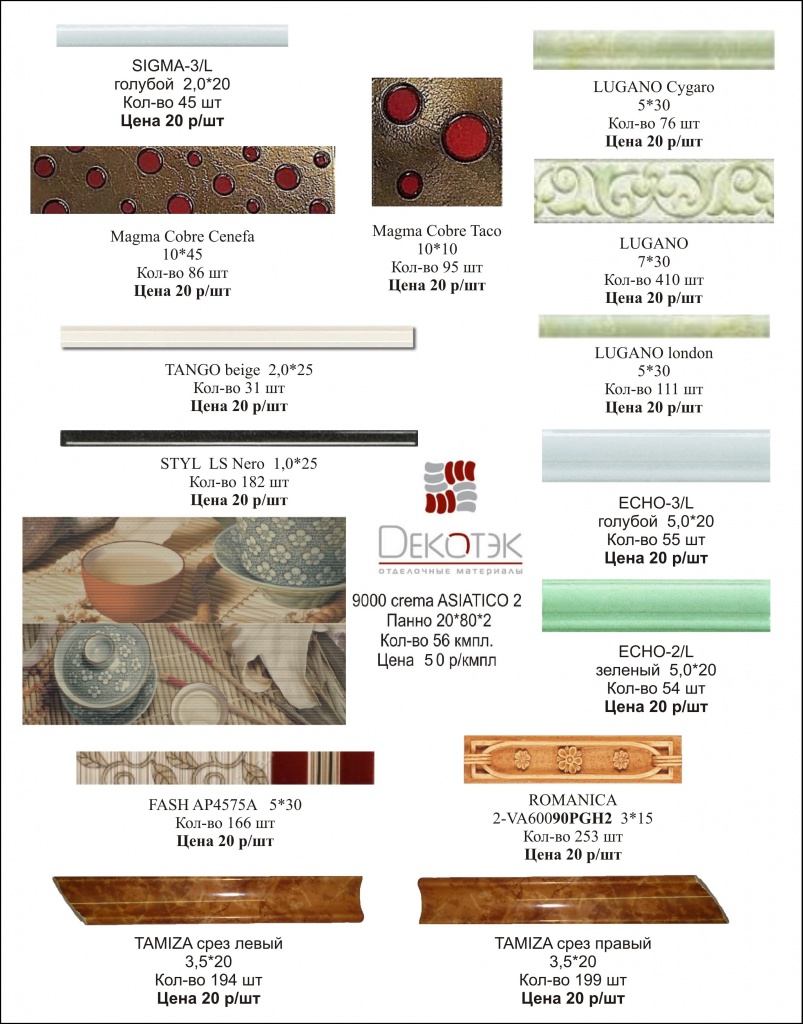 SIGMA-3/L
голубой 2,0*20
Кол-во 45 шт
Цена 20 р/шт
LUGANO Cygaro
5*30
Кол-во 76 шт
Цена 20 р/шт
Magma Cobre Cenefa
10*45
Кол-во 86 шт
Цена 20 р/шт
Magma Cobre Taco
10*10
Кол-во 95 шт
Цена 20 р/шт
LUGANO
7*30
Кол-во 410 шт
Цена 20 р/шт
TANGO beige 2,0*25
Кол-во 31 шт
Цена 20 р/шт
LUGANO london
5*30
Кол-во 111 шт
Цена 20 р/шт
STYL LS Nero 1,0*25
Кол-во 182 шт
Цена 20 р/шт
ДЕКОТЭК
отделочные материалы
9000 crema ASIATICO 2
Панно 20*80*2
Кол-во 56 кмпл.
Цена 50 р/кмпл
ECHO-3/L
голубой 5,0*20
Кол-во 55 шт
Цена 20 р/шт
ECHO-2/L
зеленый 5,0*20
Кол-во 54 шт
Цена 20 р/шт
FASH AP4575A 5*30
Кол-во 166 шт
Цена 20 р/шт
ROMANICA
2-VA60090PGH2 3*15
Кол-во 253 шт
Цена 20 р/шт
TAMIZA срез левый
3,5*20
Кол-во 194 шт
Цена 20 р/шт
TAMIZA срез правый
3,5*20
Кол-во 199 шт
Цена 20 р/шт